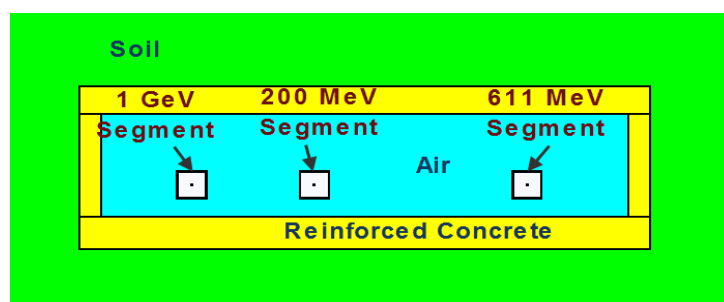 Soil
1 GeV
Segment
200 MeV
Segment
611 MeV
Segment
Air
Reinforced Concrete